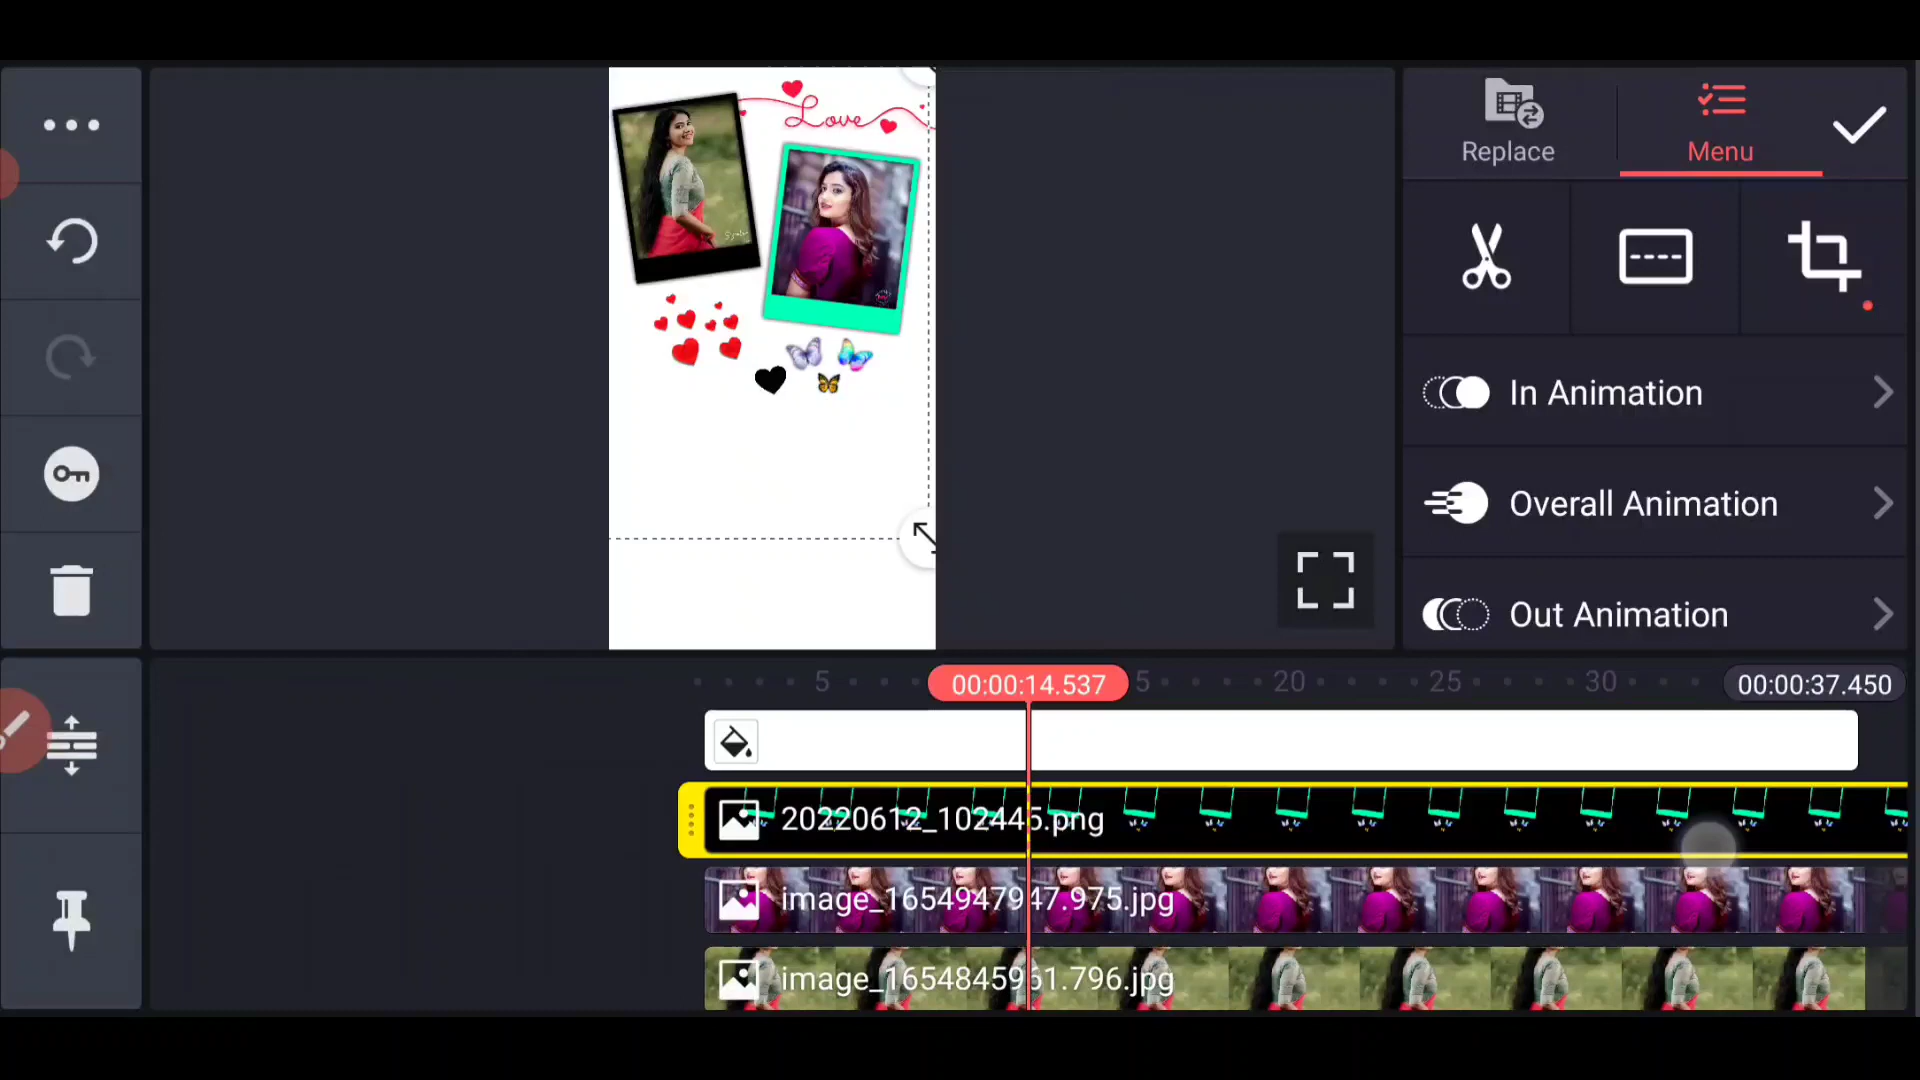 Replace
Menu
Love
In Animation
Overall Animation
Out Animation
5
00:00:14.537
5
20
25
30
00:00:37.450
20220612_102445.png
image_1654947947.975.jpg
image_1654845961.796.jpg